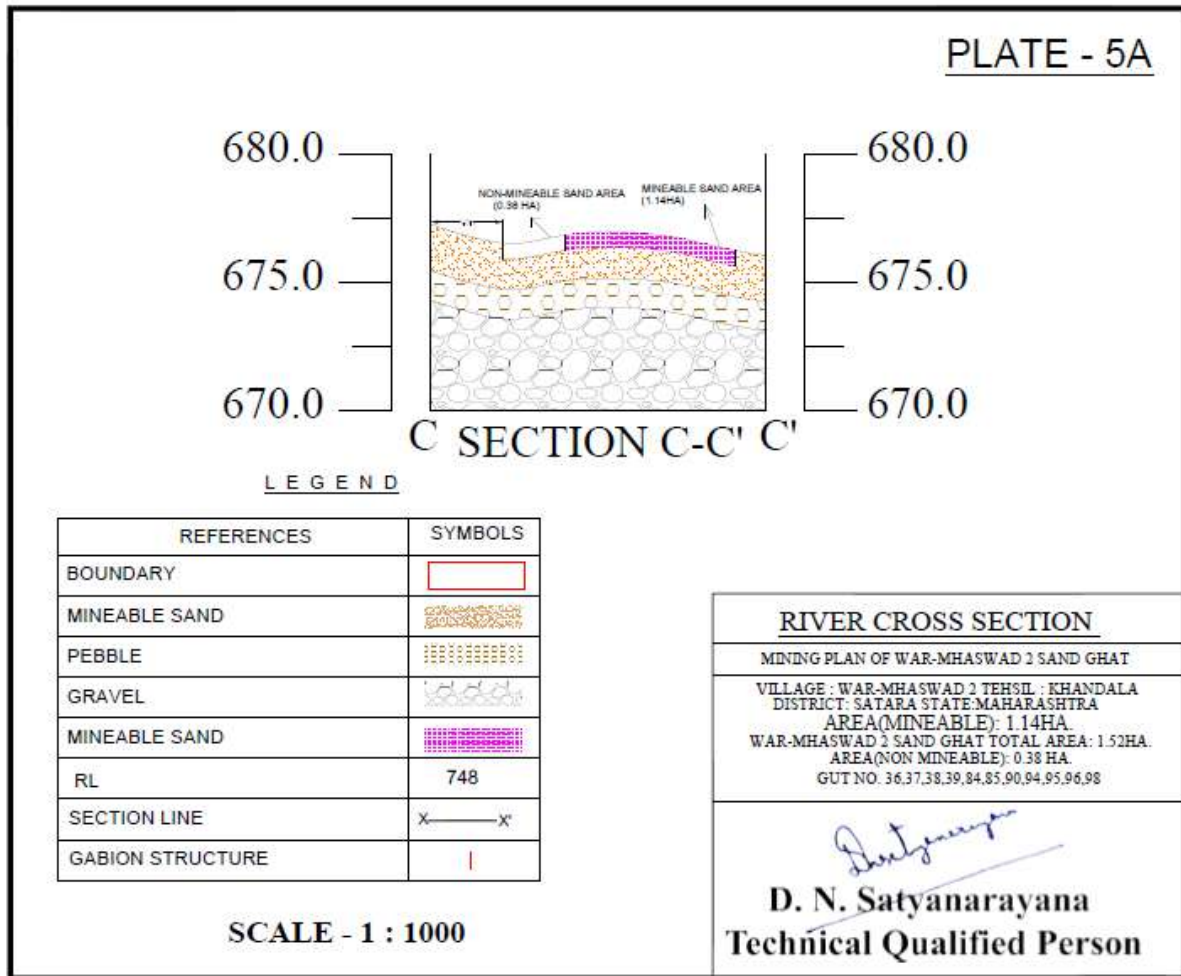 PLATE - 5A
680.0
680.0
NON-MINEABLE SAND AREA
(0.38 HA)
MINEABLE SAND AREA
(1.14HA)
675.0
675.0
670.0
670.0
C SECTION C-C' C'
L E G E N D
REFERENCES SYMBOLS
BOUNDARY
MINEABLE SAND
PEBBLE
GRAVEL
MINEABLE SAND
RL 748
SECTION LINE X X'
GABION STRUCTURE
SCALE - 1 : 1000
RIVER CROSS SECTION
MINING PLAN OF WAR-MHASWAD 2 SAND GHAT
VILLAGE : WAR-MHASWAD 2 TEHSIL : KHANDALA
DISTRICT: SATARA STATE:MAHARASHTRA
AREA(MINEABLE): 1.14HA.
WAR-MHASWAD 2 SAND GHAT TOTAL AREA: 1.52HA.
AREA(NON MINEABLE): 0.38 HA.
GUT NO. 36,37,38,39,84,85,90,94,95,96,98
D. N. Satyanarayana
Technical Qualified Person